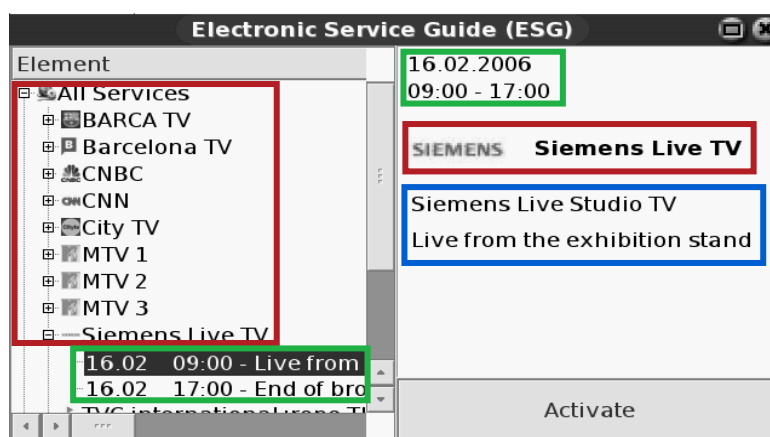 Electronic Service Guide (ESG)
Element
All Services
BARCA TV
Barcelona TV
CNBC
CNN
City TV
MTV 1
MTV 2
MTV 3
Siemens Live TV
16.02 09:00 - Live from
16.02 17:00 - End of bro
16.02.2006
09:00 - 17:00
SIEMENS Siemens Live TV
Siemens Live Studio TV
Live from the exhibition stand
Activate